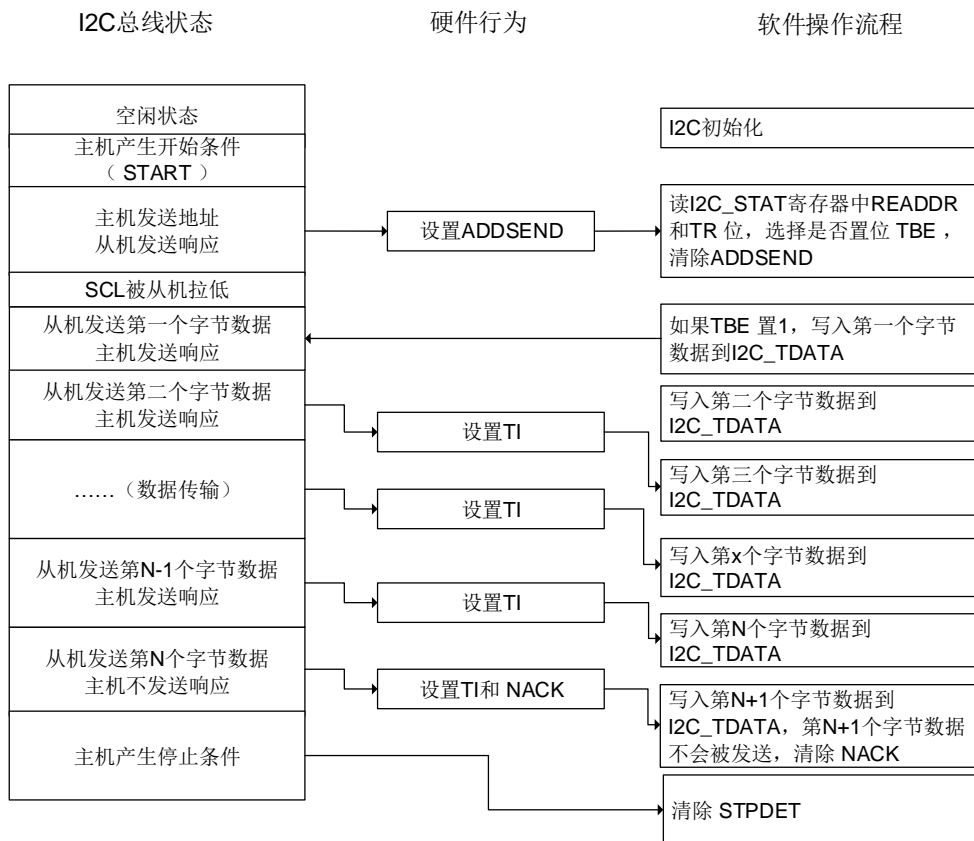 I2C总线状态
硬件行为
软件操作流程
空闲状态
I2C初始化
主机产生开始条件
（ START ）
主机发送地址
从机发送响应
设置ADDSEND
读I2C_STAT寄存器中READDR
和TR 位，选择是否置位 TBE ，
清除ADDSEND
SCL被从机拉低
从机发送第一个字节数据
主机发送响应
如果TBE 置1，写入第一个字节
数据到I2C_TDATA
从机发送第二个字节数据
主机发送响应
设置TI
写入第二个字节数据到
I2C_TDATA
写入第三个字节数据到
I2C_TDATA
……（数据传输）
设置TI
写入第x个字节数据到
I2C_TDATA
从机发送第N-1个字节数据
主机发送响应
设置TI
写入第N个字节数据到
I2C_TDATA
从机发送第N个字节数据
主机不发送响应
设置TI和 NACK
写入第N+1个字节数据到
I2C_TDATA，第N+1个字节数据
不会被发送，清除 NACK
主机产生停止条件
清除 STPDET